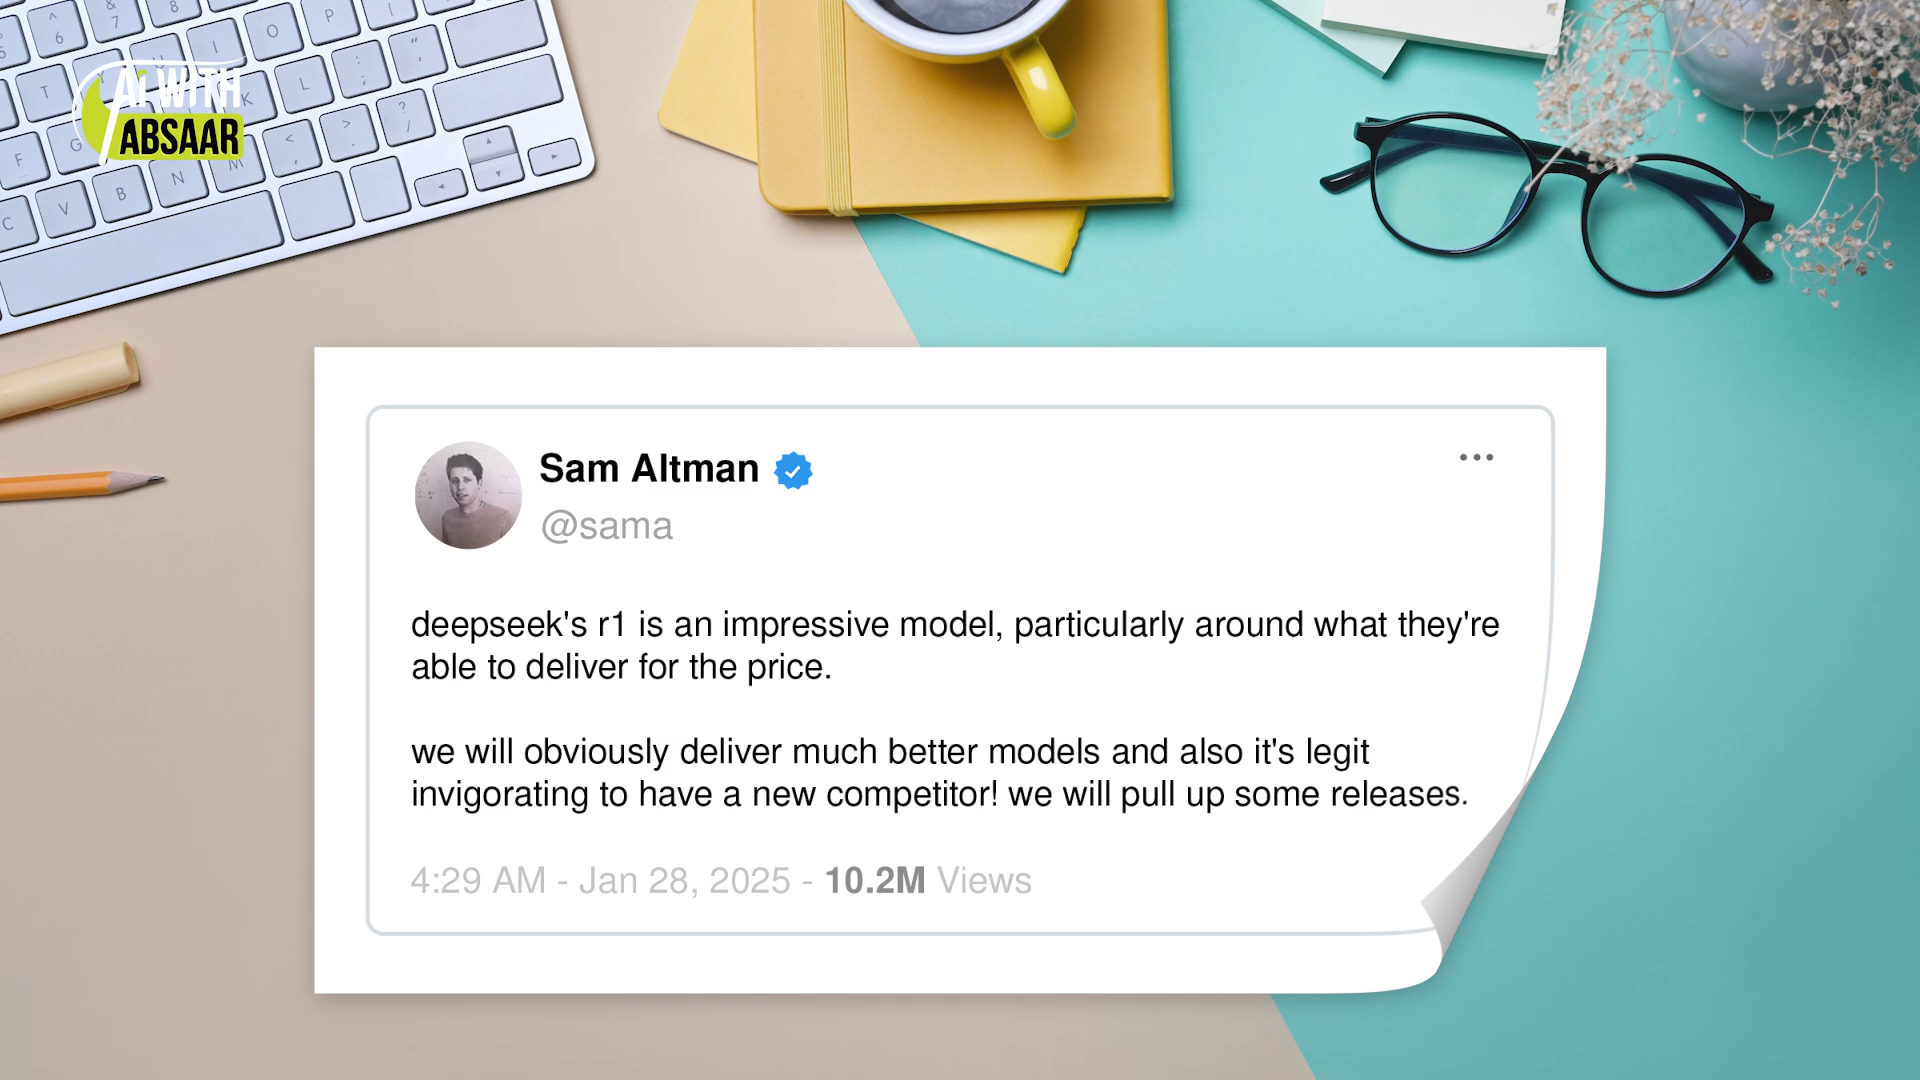 AI WITH
ABSAAR
Sam Altman
@sama
deepseek's r1 is an impressive model, particularly around what they're
able to deliver for the price.
we will obviously deliver much better models and also it's legit
invigorating to have a new competitor! we will pull up some releases.
4:29 AM - Jan 28, 2025 - 10.2M Views